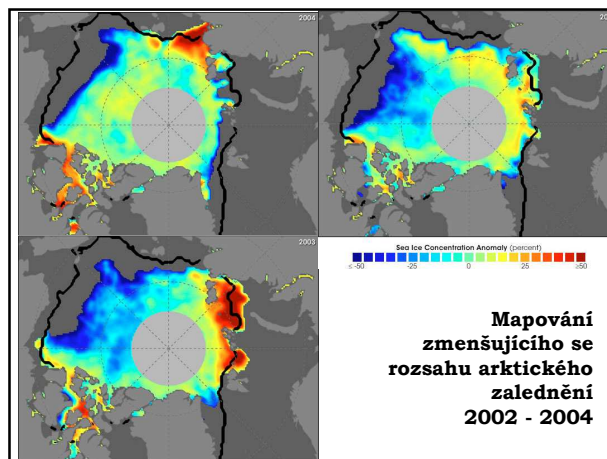 2004
2003
Sea Ice Concentration Anomaly (percent)
≤ -50 -25 0 25 ≥50
Mapování
zmenšujícího se
rozsahu arktického
zalednění
2002 - 2004